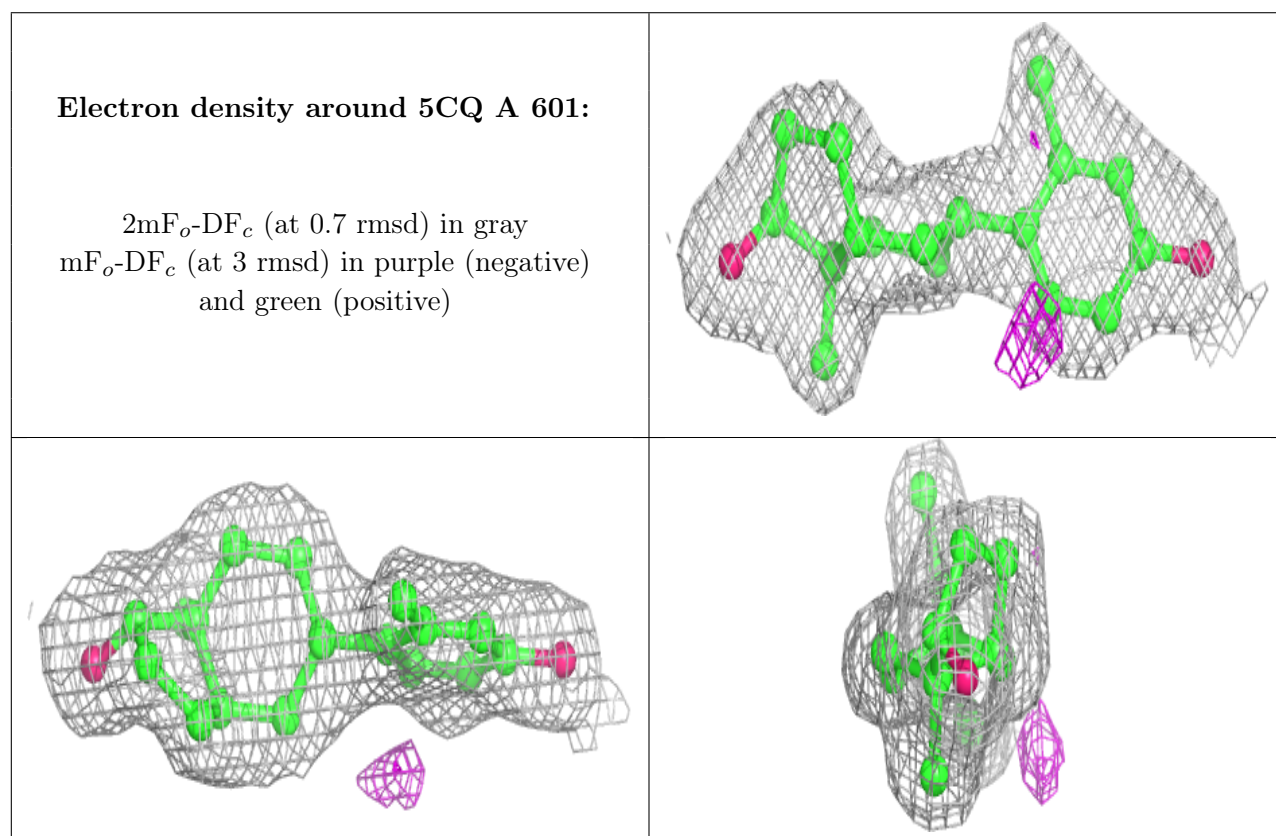 Electron density around 5CQ A 601:
2mFo-DFc (at 0.7 rmsd) in gray
mFo-DFc (at 3 rmsd) in purple (negative)
and green (positive)